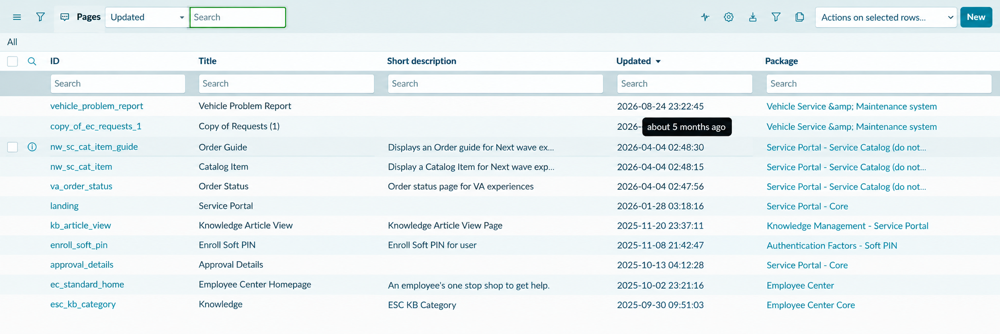 Pages Updated Search Actions on selected rows... New
All
ID Title Short description Updated Package
Search Search Search Search Search
vehicle_problem_report Vehicle Problem Report 2026-08-24 23:22:45 Vehicle Service &amp; Maintenance system
copy_of_ec_requests_1 Copy of Requests (1) 2026- about 5 months ago Vehicle Service &amp; Maintenance system
nw_sc_cat_item_guide Order Guide Displays an Order guide for Next wave ex... 2026-04-04 02:48:30 Service Portal - Service Catalog (do not...
nw_sc_cat_item Catalog Item Display a Catalog Item for Next wave exp... 2026-04-04 02:48:15 Service Portal - Service Catalog (do not...
va_order_status Order Status Order status page for VA experiences 2026-04-04 02:47:56 Service Portal - Service Catalog (do not...
landing Service Portal 2026-01-28 03:18:16 Service Portal - Core
kb_article_view Knowledge Article View Knowledge Article View Page 2025-11-20 23:37:11 Knowledge Management - Service Portal
enroll_soft_pin Enroll Soft PIN Enroll Soft PIN for user 2025-11-08 21:42:47 Authentication Factors - Soft PIN
approval_details Approval Details 2025-10-13 04:12:28 Service Portal - Core
ec_standard_home Employee Center Homepage An employee's one stop shop to get help. 2025-10-02 23:21:16 Employee Center
esc_kb_category Knowledge ESC KB Category 2025-09-30 09:51:03 Employee Center Core